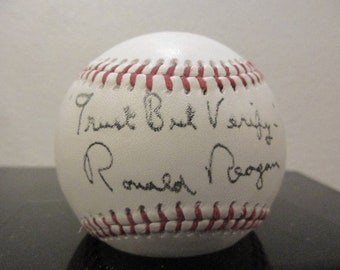 "Trust But Verify"
Ronald Reagan